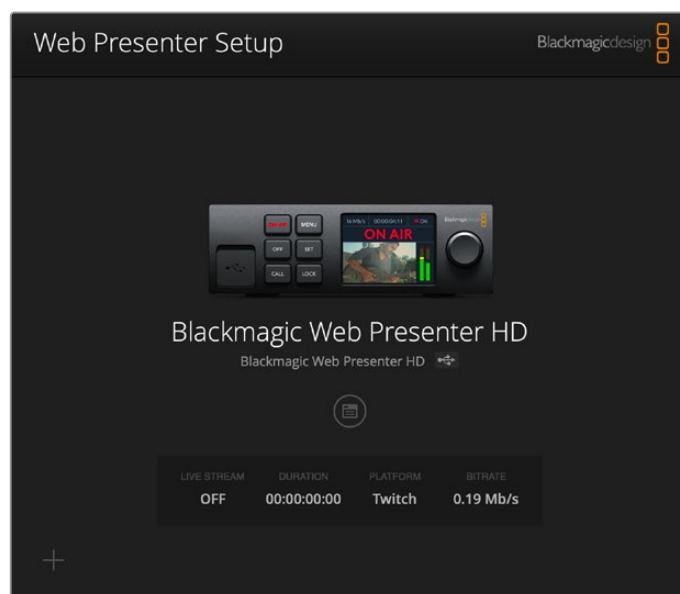 Web Presenter Setup
Blackmagicdesign
ON AIR MENU
OFF SET
CALL LOCK
ON AIR
Blackmagic Web Presenter HD
Blackmagic Web Presenter HD
LIVE STREAM DURATION PLATFORM BITRATE
OFF 00:00:00:00 Twitch 0.19 Mb/s